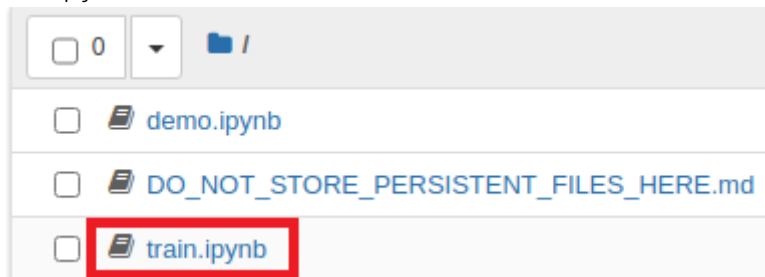 0 /
demo.ipynb
DO_NOT_STORE_PERSISTENT_FILES_HERE.md
train.ipynb